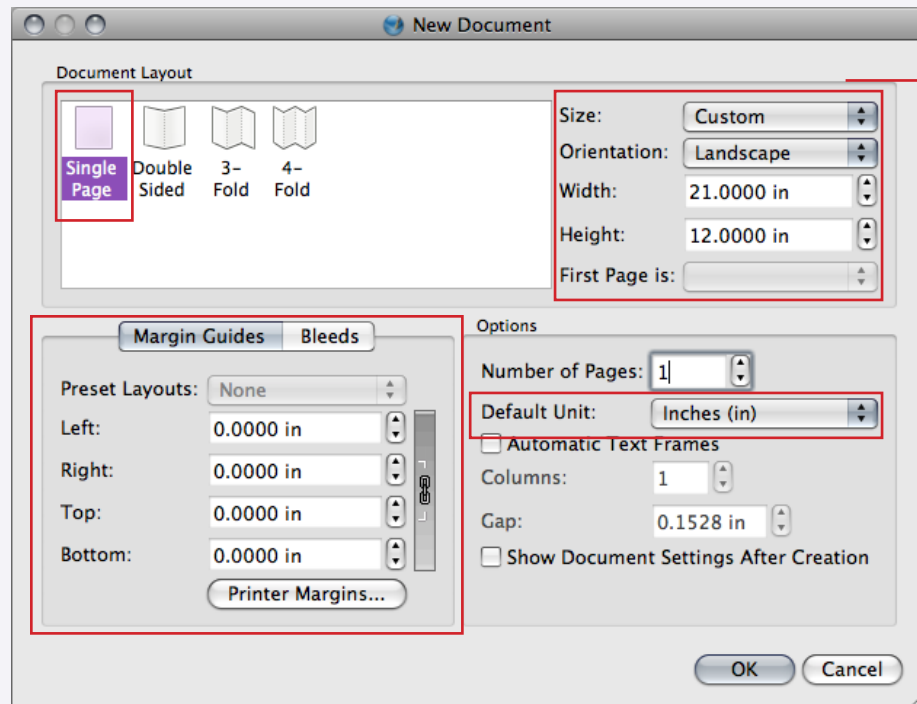 New Document
Document Layout
Single Page
Double Sided
3-Fold
4-Fold
Size: Custom
Orientation: Landscape
Width: 21.0000 in
Height: 12.0000 in
First Page is:
Margin Guides Bleeds
Preset Layouts: None
Left: 0.0000 in
Right: 0.0000 in
Top: 0.0000 in
Bottom: 0.0000 in
Printer Margins...
Options
Number of Pages: 1
Default Unit: Inches (in)
Automatic Text Frames
Columns: 1
Gap: 0.1528 in
Show Document Settings After Creation
OK Cancel